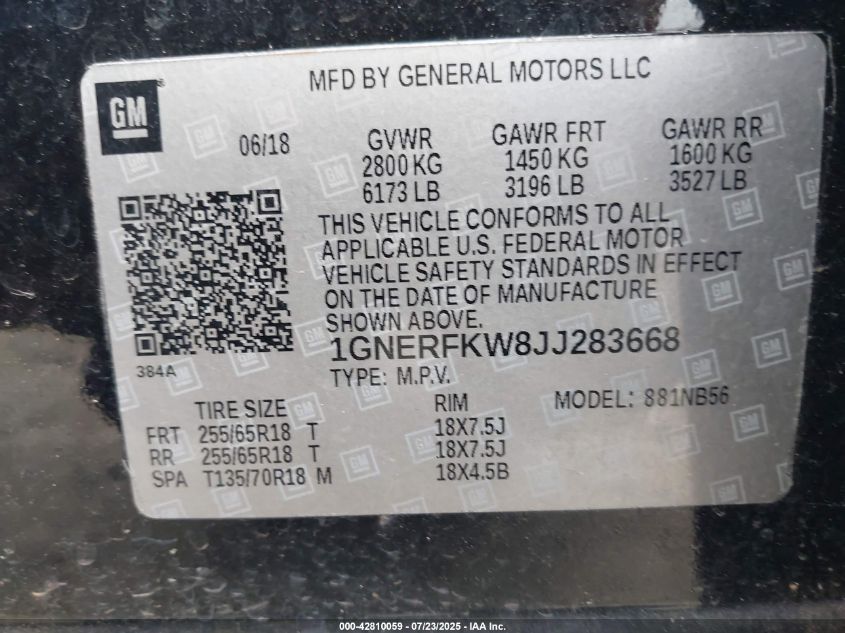 MFD BY GENERAL MOTORS LLC
GM
06/18
GVWR GAWR FRT GAWR RR
2800 KG 1450 KG 1600 KG
6173 LB 3196 LB 3527 LB
THIS VEHICLE CONFORMS TO ALL
APPLICABLE U.S. FEDERAL MOTOR
VEHICLE SAFETY STANDARDS IN EFFECT
ON THE DATE OF MANUFACTURE
SHOWN ABOVE.
1GNERFKW8JJ283668
384A
TYPE: M.P.V.
TIRE SIZE RIM MODEL: 881NB56
FRT 255/65R18 T 18X7.5J
RR 255/65R18 T 18X7.5J
SPA T135/70R18 M 18X4.5B
000-42810059 - 07/23/2025 - IAA Inc.